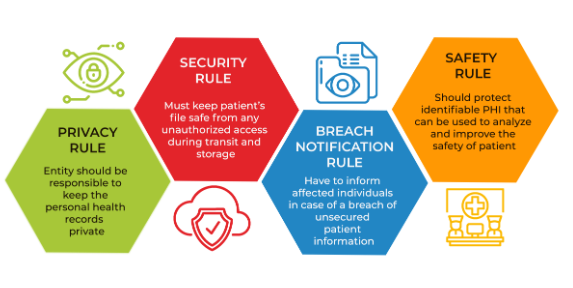 PRIVACY
RULE
Entity should be
responsible to
keep the
personal health
records
private
SECURITY
RULE
Must keep patient's
file safe from any
unauthorized access
during transit and
storage
BREACH
NOTIFICATION
RULE
Have to inform
affected individuals
in case of a breach of
unsecured
patient
information
SAFETY
RULE
Should protect
identifiable PHI that
can be used to analyze
and improve the
safety of patient